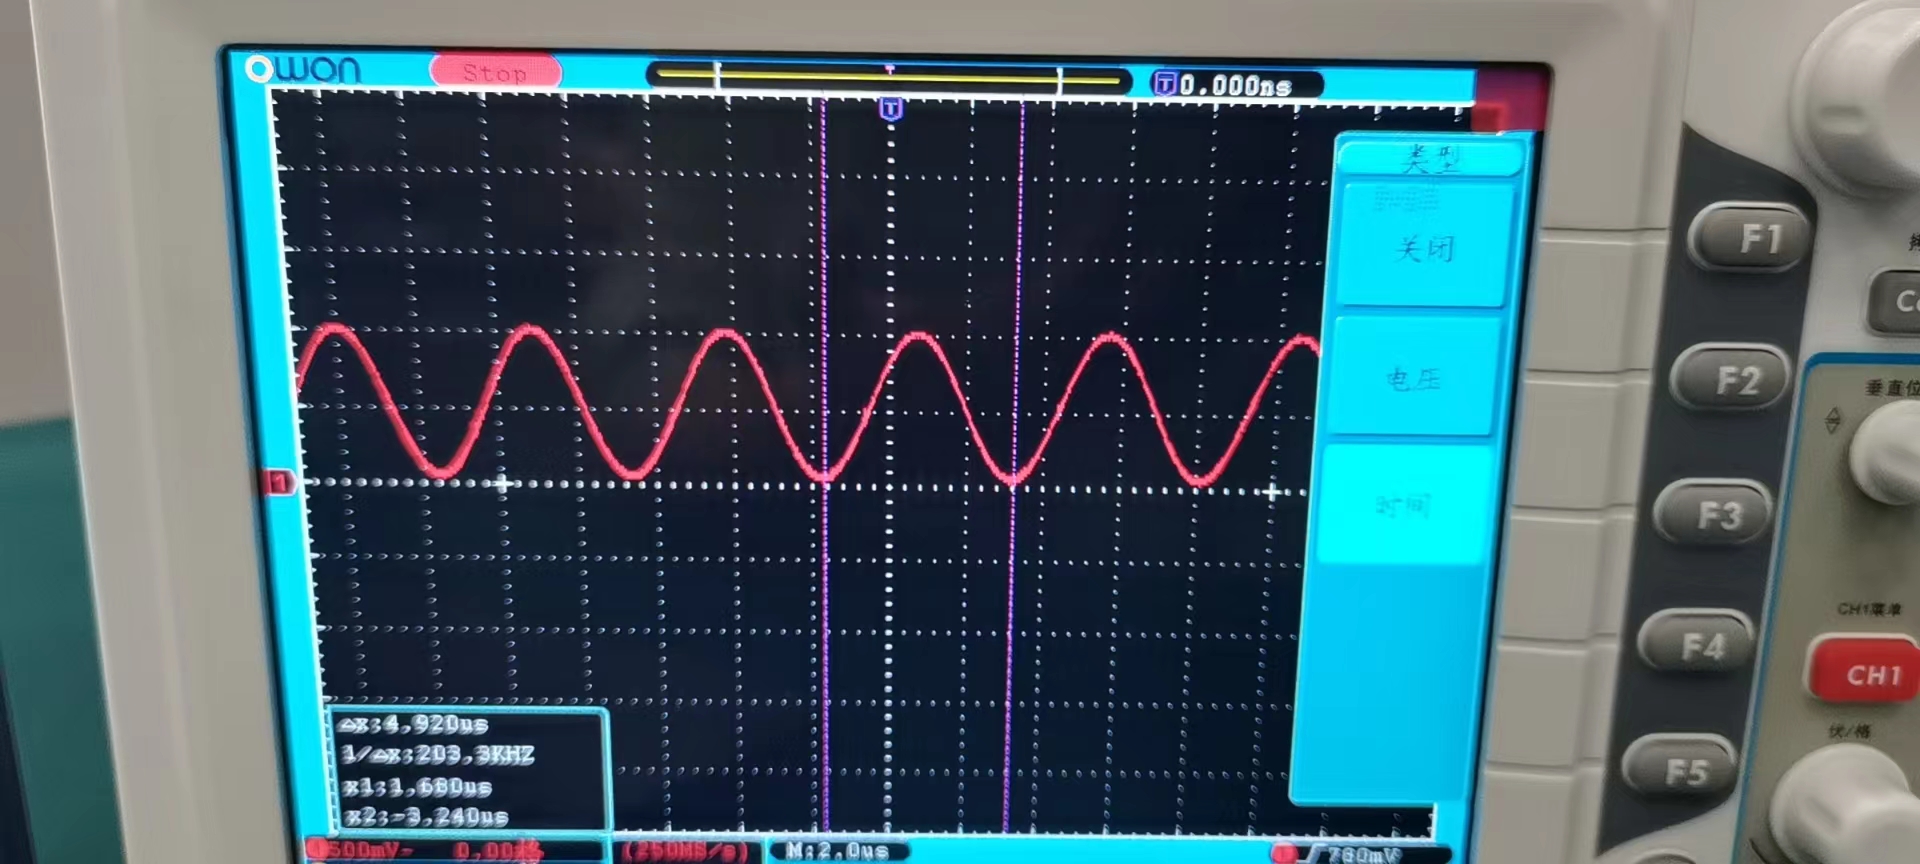 OWON
Stop
T
T 0.000ns
T
类型
关闭
电压
时间
1
△x:4.920us
1/△x:203.3KHZ
x1:1.680us
x2:-3.240us
500mV~ 0.00格
(250MS/s)
M:2.0us
780mV
F1
F2
F3
F4
F5
垂直位
CH1菜单
CH1
伏/格